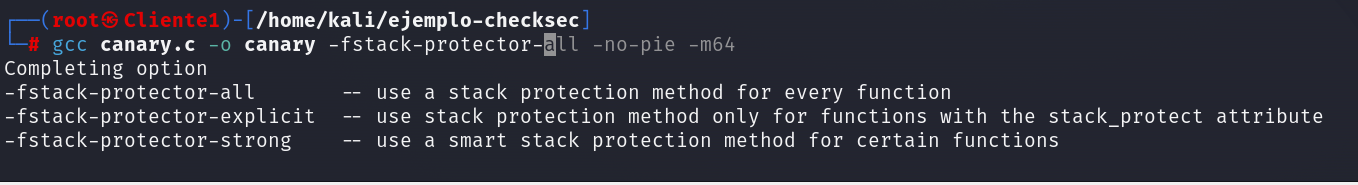 ┌──(root㉿Cliente1)-[/home/kali/ejemplo-checksec]
└─# gcc canary.c -o canary -fstack-protector-all -no-pie -m64
Completing option
-fstack-protector-all       -- use a stack protection method for every function
-fstack-protector-explicit  -- use stack protection method only for functions with the stack_protect attribute
-fstack-protector-strong    -- use a smart stack protection method for certain functions